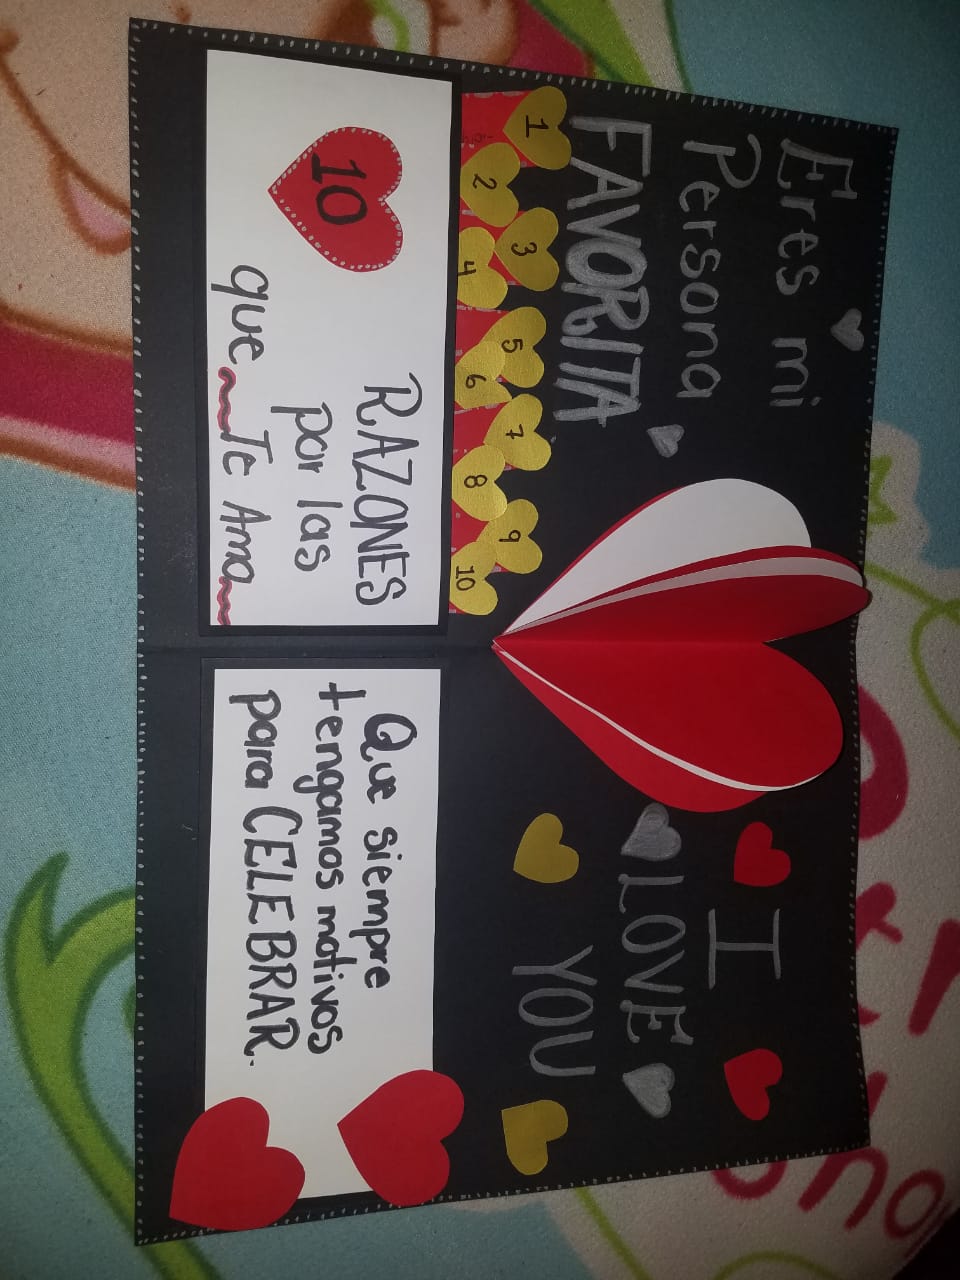 Eres mi
Persona
FAVORITA
1
2
3
4
5
6
7
8
9
10
10
RAZONES
por las
que Te Amo
I
LOVE
YOU
Que siempre
tengamos motivos
para CELEBRAR.